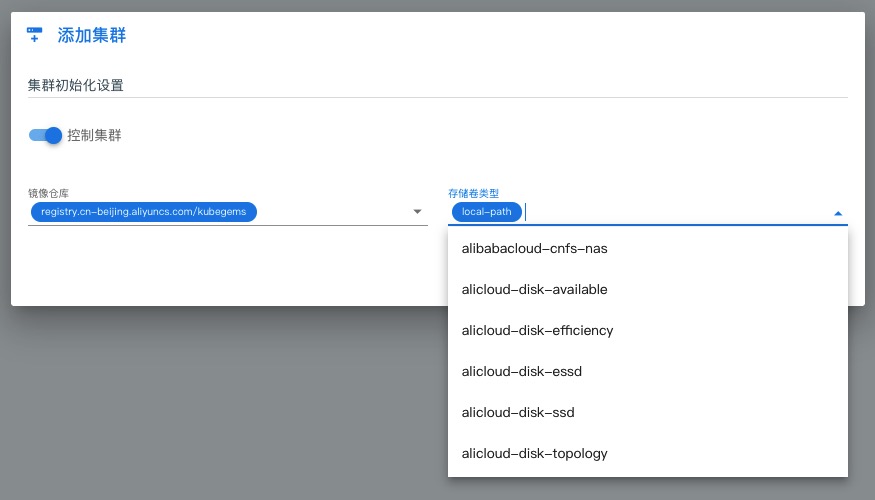 添加集群
集群初始化设置
控制集群
镜像仓库
registry.cn-beijing.aliyuncs.com/kubegems
存储卷类型
local-path
alibabacloud-cnfs-nas
alicloud-disk-available
alicloud-disk-efficiency
alicloud-disk-essd
alicloud-disk-ssd
alicloud-disk-topology